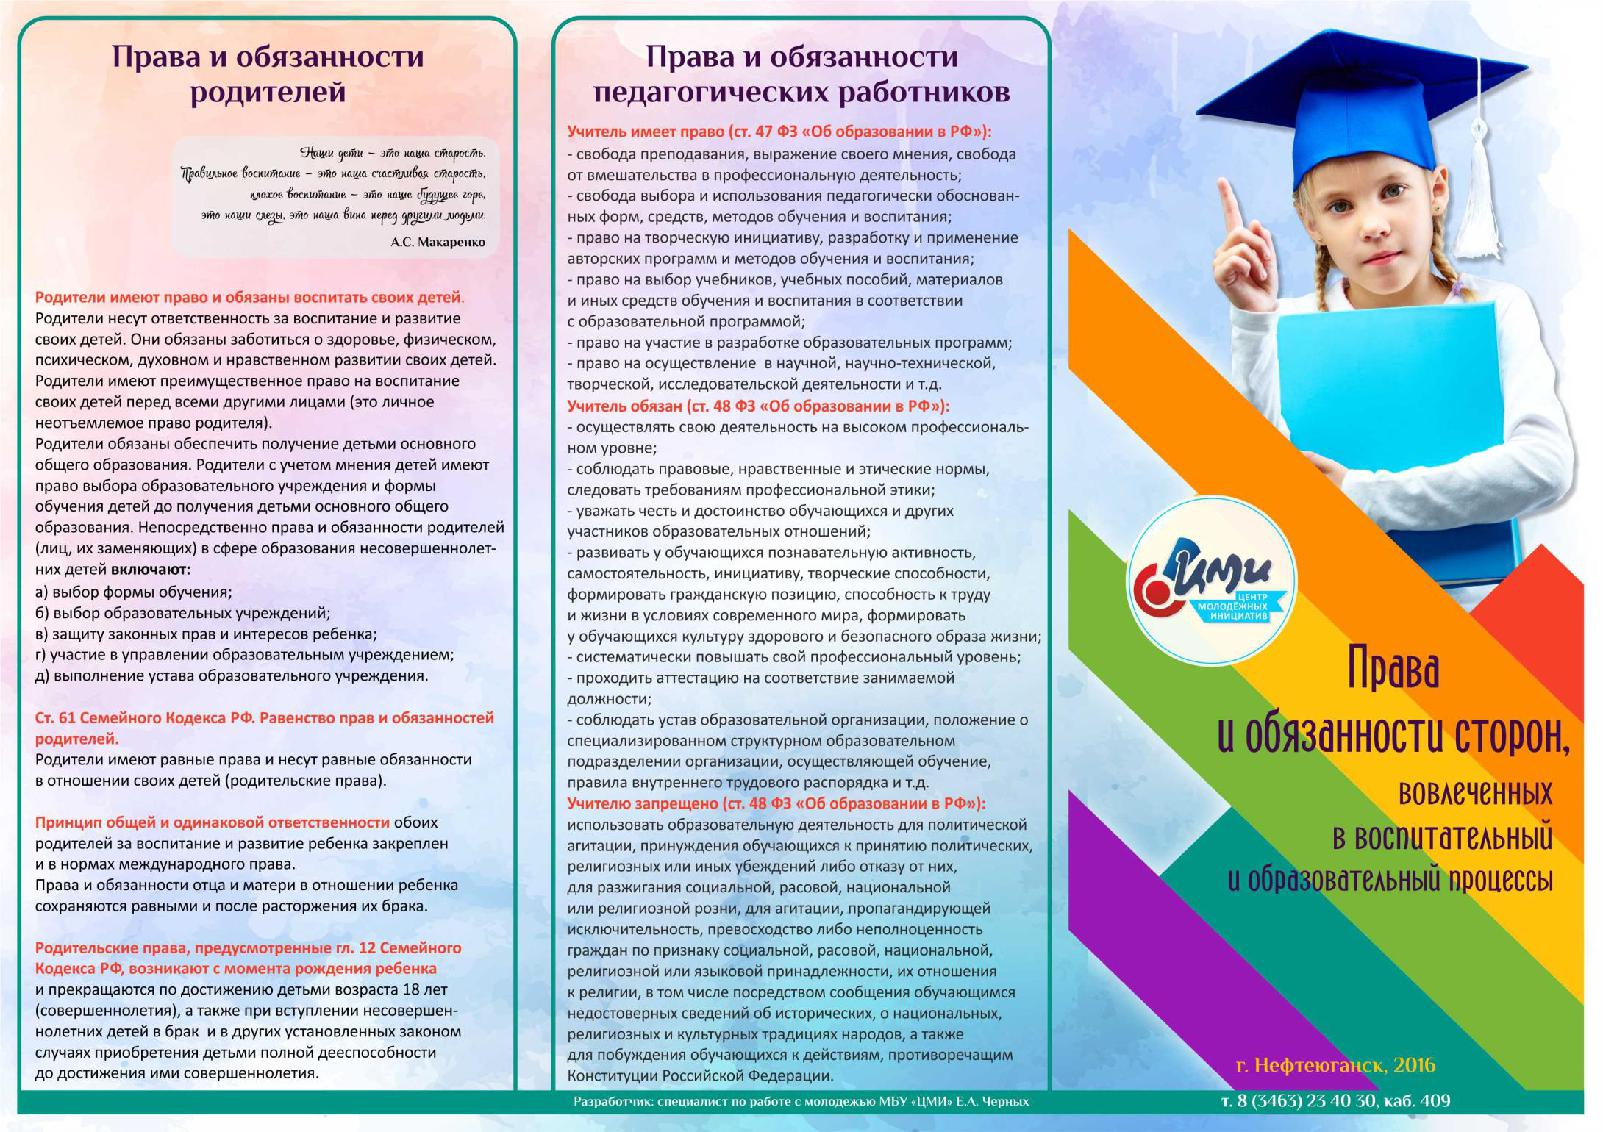 Права и обязанности
родителей
Наши дети – это наша старость.
Правильное воспитание – это наша счастливая старость,
плохое воспитание – это наше будущее горе,
это наши слезы, это наша вина перед другими людьми.
А.С. Макаренко
Родители имеют право и обязаны воспитать своих детей.
Родители несут ответственность за воспитание и развитие
своих детей. Они обязаны заботиться о здоровье, физическом,
психическом, духовном и нравственном развитии своих детей.
Родители имеют преимущественное право на воспитание
своих детей перед всеми другими лицами (это личное
неотъемлемое право родителя).
Родители обязаны обеспечить получение детьми основного
общего образования. Родители с учетом мнения детей имеют
право выбора образовательного учреждения и формы
обучения детей до получения детьми основного общего
образования. Непосредственно права и обязанности родителей
(лиц, их заменяющих) в сфере образования несовершеннолет-
них детей включают:
а) выбор формы обучения;
б) выбор образовательных учреждений;
в) защиту законных прав и интересов ребенка;
г) участие в управлении образовательным учреждением;
д) выполнение устава образовательного учреждения.
Ст. 61 Семейного Кодекса РФ. Равенство прав и обязанностей
родителей.
Родители имеют равные права и несут равные обязанности
в отношении своих детей (родительские права).
Принцип общей и одинаковой ответственности обоих
родителей за воспитание и развитие ребенка закреплен
и в нормах международного права.
Права и обязанности отца и матери в отношении ребенка
сохраняются равными и после расторжения их брака.
Родительские права, предусмотренные гл. 12 Семейного
Кодекса РФ, возникают с момента рождения ребенка
и прекращаются по достижению детьми возраста 18 лет
(совершеннолетия), а также при вступлении несовершен-
нолетних детей в брак и в других установленных законом
случаях приобретения детьми полной дееспособности
до достижения ими совершеннолетия.
Права и обязанности
педагогических работников
Учитель имеет право (ст. 47 ФЗ «Об образовании в РФ»):
- свобода преподавания, выражение своего мнения, свобода
от вмешательства в профессиональную деятельность;
- свобода выбора и использования педагогически обоснован-
ных форм, средств, методов обучения и воспитания;
- право на творческую инициативу, разработку и применение
авторских программ и методов обучения и воспитания;
- право на выбор учебников, учебных пособий, материалов
и иных средств обучения и воспитания в соответствии
с образовательной программой;
- право на участие в разработке образовательных программ;
- право на осуществление в научной, научно-технической,
творческой, исследовательской деятельности и т.д.
Учитель обязан (ст. 48 ФЗ «Об образовании в РФ»):
- осуществлять свою деятельность на высоком профессиональ-
ном уровне;
- соблюдать правовые, нравственные и этические нормы,
следовать требованиям профессиональной этики;
- уважать честь и достоинство обучающихся и других
участников образовательных отношений;
- развивать у обучающихся познавательную активность,
самостоятельность, инициативу, творческие способности,
формировать гражданскую позицию, способность к труду
и жизни в условиях современного мира, формировать
у обучающихся культуру здорового и безопасного образа жизни;
- систематически повышать свой профессиональный уровень;
- проходить аттестацию на соответствие занимаемой
должности;
- соблюдать устав образовательной организации, положение о
специализированном структурном образовательном
подразделении организации, осуществляющей обучение,
правила внутреннего трудового распорядка и т.д.
Учителю запрещено (ст. 48 ФЗ «Об образовании в РФ»):
использовать образовательную деятельность для политической
агитации, принуждения обучающихся к принятию политических,
религиозных или иных убеждений либо отказу от них,
для разжигания социальной, расовой, национальной
или религиозной розни, для агитации, пропагандирующей
исключительность, превосходство либо неполноценность
граждан по признаку социальной, расовой, национальной,
религиозной или языковой принадлежности, их отношения
к религии, в том числе посредством сообщения обучающимся
недостоверных сведений об исторических, о национальных,
религиозных и культурных традициях народов, а также
для побуждения обучающихся к действиям, противоречащим
Конституции Российской Федерации.
Разработчик: специалист по работе с молодежью МБУ «ЦМИ» Е.А. Черных
ЦМИ
ЦЕНТР
МОЛОДЁЖНЫХ
ИНИЦИАТИВ
Права
и обязанности сторон,
вовлеченных
в воспитательный
и образовательный процессы
г. Нефтеюганск, 2016
т. 8 (3463) 23 40 30, каб. 409